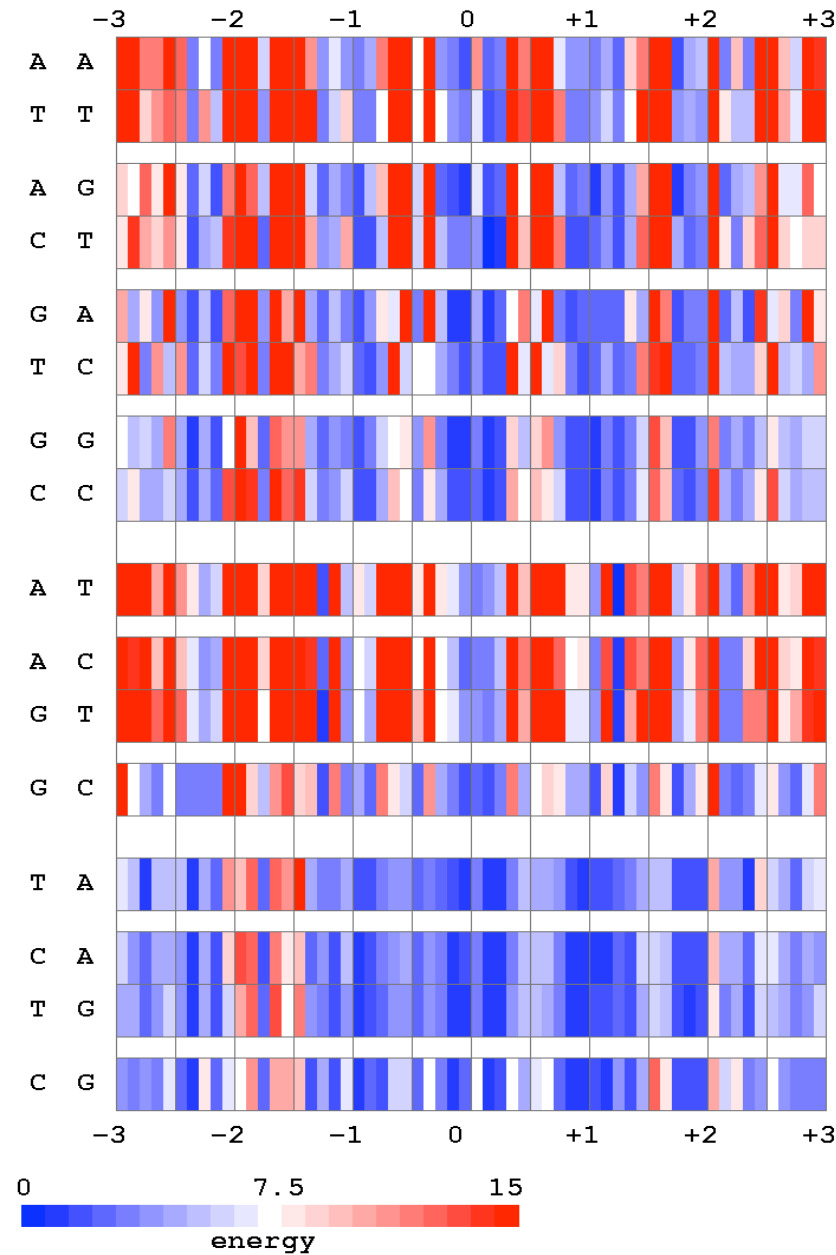 −3 −2 −1 0 +1 +2 +3
A A
T T
A G
C T
G A
T C
G G
C C
A T
A C
G T
G C
T A
C A
T G
C G
−3 −2 −1 0 +1 +2 +3
0 7.5 15
energy